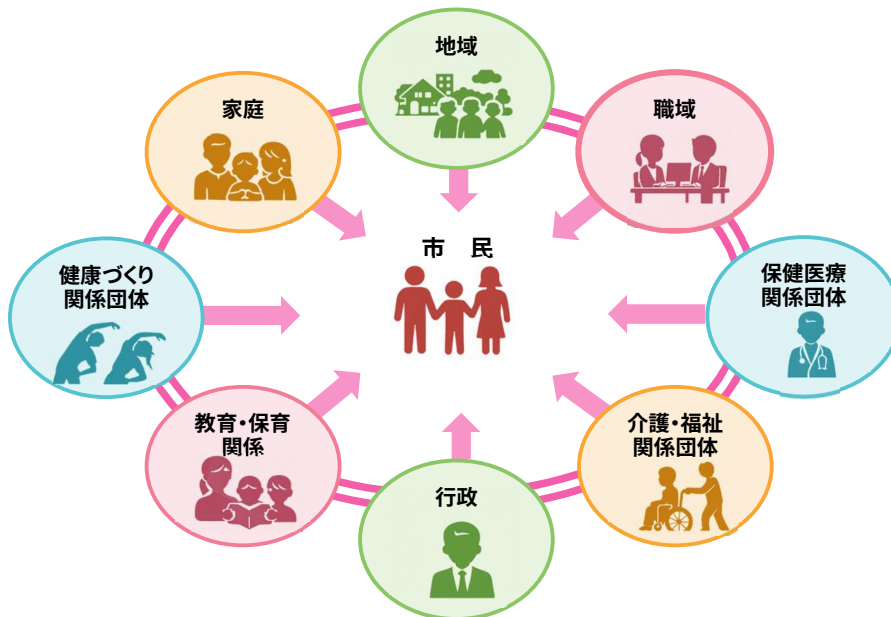 地域
家庭
職域
市　民
健康づくり
関係団体
保健医療
関係団体
教育・保育
関係
介護・福祉
関係団体
行政